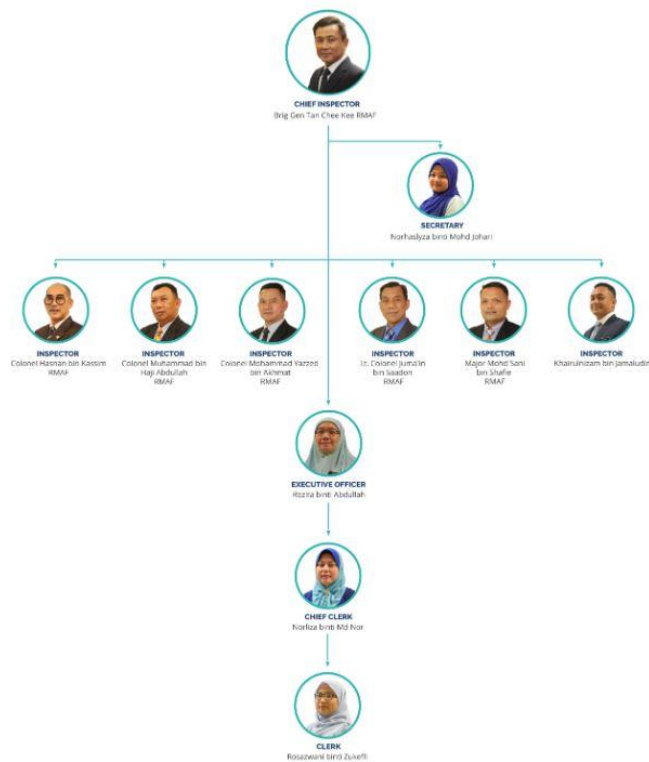 CHIEF INSPECTOR
Brig Gen Tan Chee Kee RMAF
SECRETARY
Norhaslyza binti Mohd Johari
INSPECTOR
Colonel Hasnan bin Kassim
RMAF
INSPECTOR
Colonel Muhammad bin
Haji Abdullah
RMAF
INSPECTOR
Colonel Mohammad Yazzed
bin Akhmat
RMAF
INSPECTOR
Lt. Colonel Juma'in
bin Saadon
RMAF
INSPECTOR
Major Mohd Sani
bin Shafie
RMAF
INSPECTOR
Khairulnizam bin Jamaludin
EXECUTIVE OFFICER
Rozita binti Abdullah
CHIEF CLERK
Norliza binti Md Nor
CLERK
Rosazwani binti Zukefli